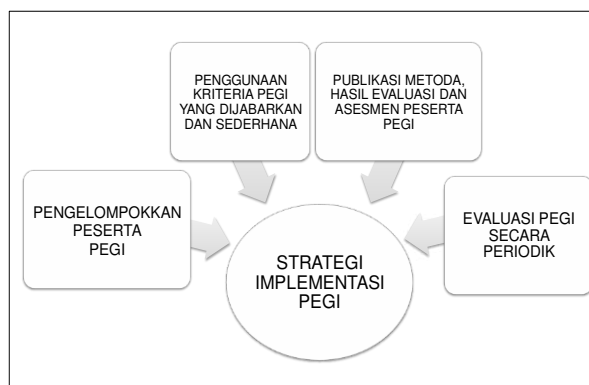 PENGGUNAAN
KRITERIA PEGI
YANG DIJABARKAN
DAN SEDERHANA
PUBLIKASI METODA,
HASIL EVALUASI DAN
ASESMEN PESERTA
PEGI
PENGELOMPOKKAN
PESERTA
PEGI
EVALUASI PEGI
SECARA
PERIODIK
STRATEGI
IMPLEMENTASI
PEGI